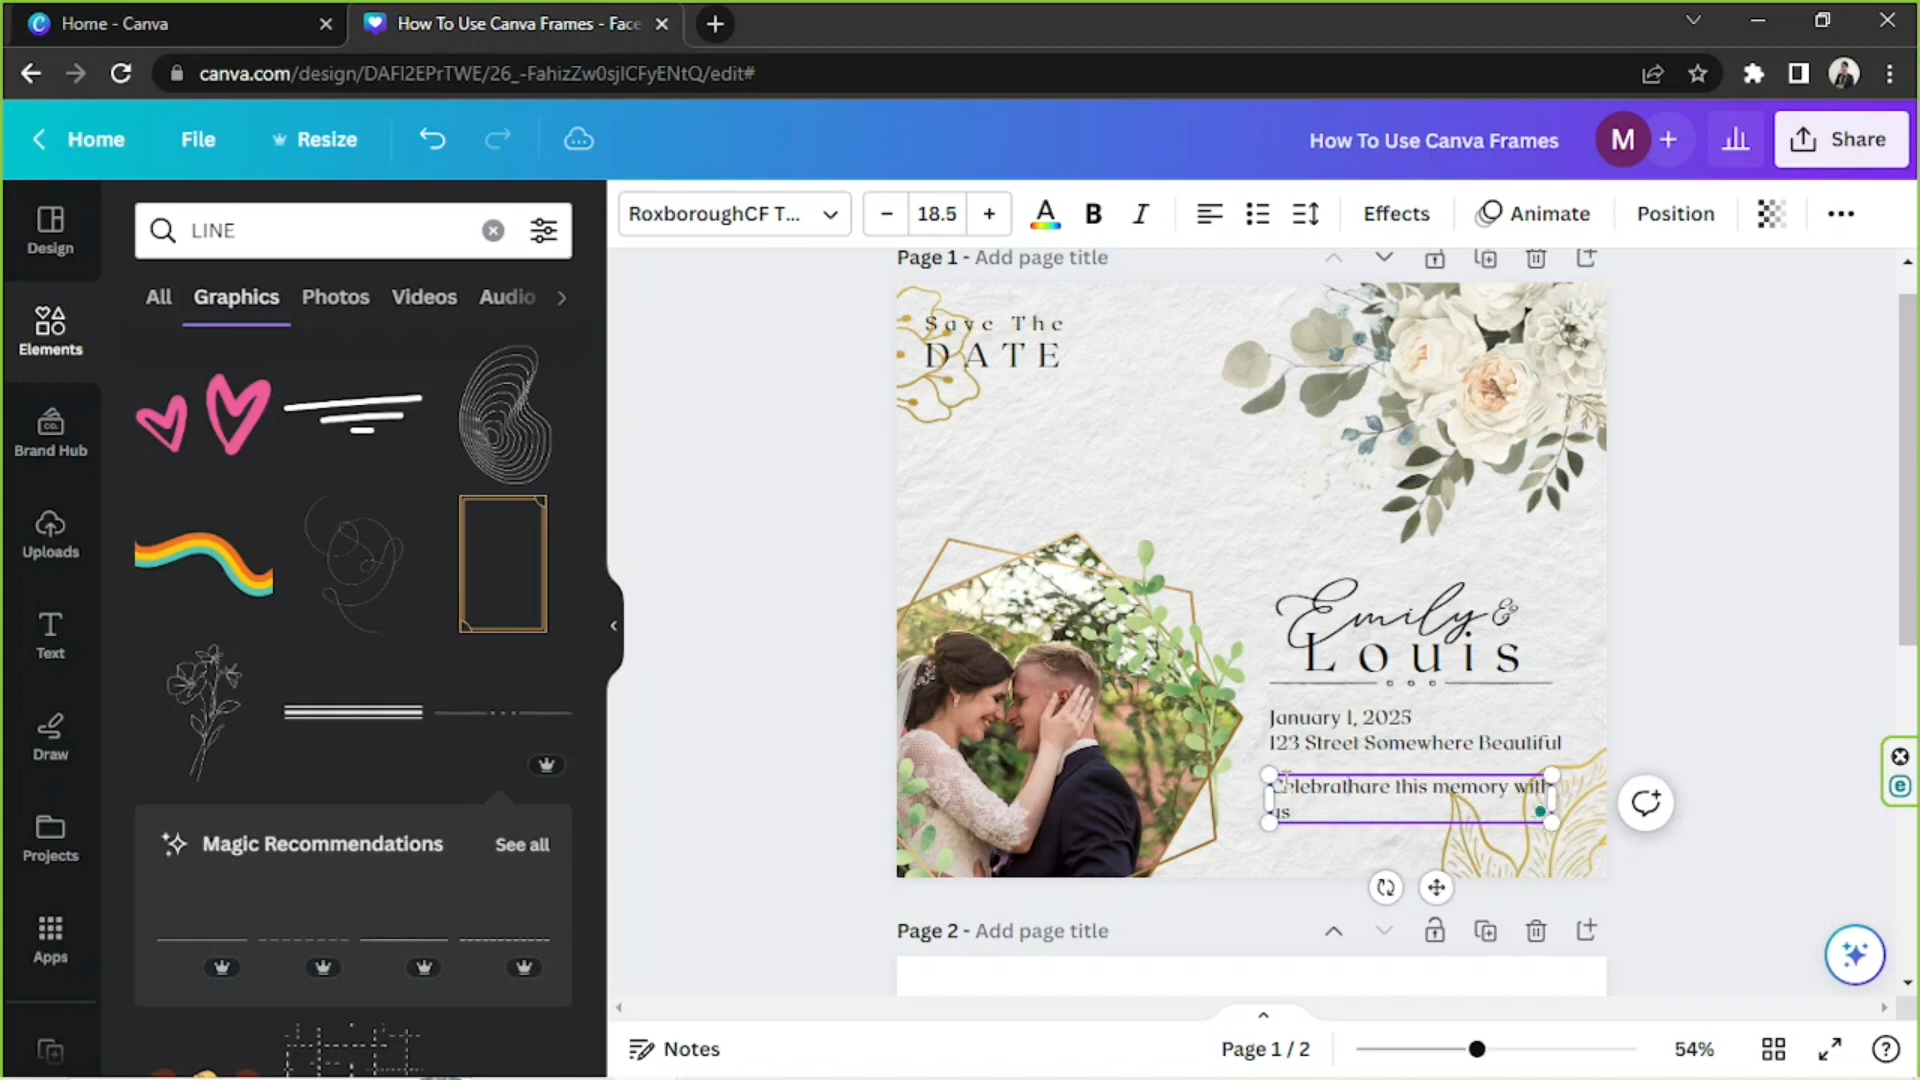 Home - Canva
How To Use Canva Frames - Face
canva.com/design/DAFI2EPrTWE/26_-FahizZw0sjICFyENtQ/edit#
Home
File
Resize
How To Use Canva Frames
M
Share
Design
Elements
Brand Hub
Uploads
Text
Draw
Projects
Apps
LINE
All
Graphics
Photos
Videos
Audio
Magic Recommendations
See all
RoxboroughCF T...
18.5
A
B
I
Effects
Animate
Position
Page 1 - Add page title
Save The
DATE
Emily &
Louis
January 1, 2025
123 Street Somewhere Beautiful
Celebrathare this memory with
us
Page 2 - Add page title
Notes
Page 1 / 2
54%